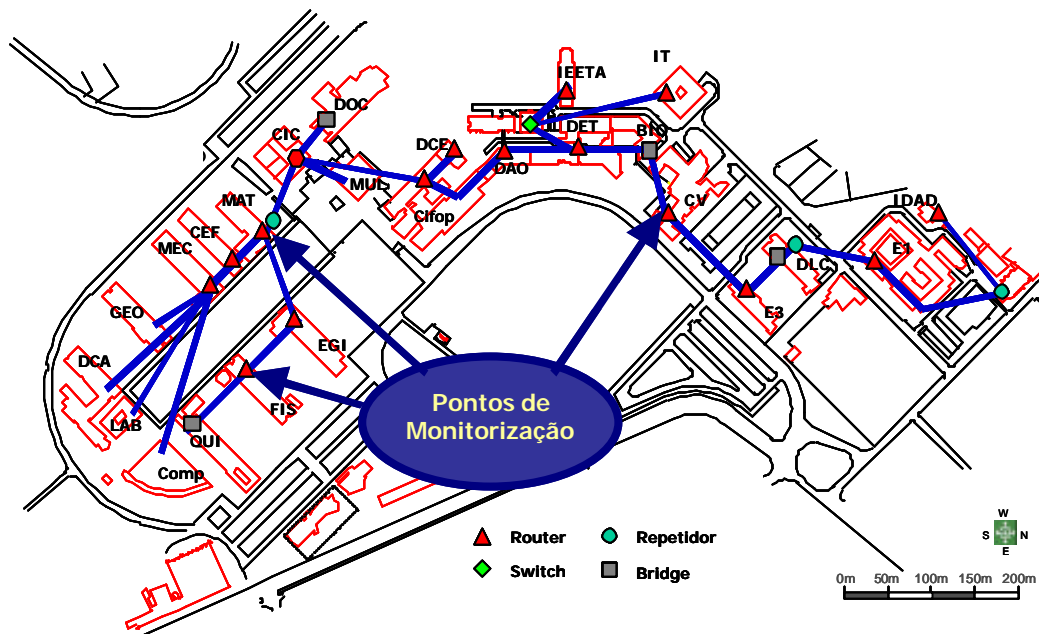 IT
IEETA
DOC
CIC
DCE
DET
BIO
DAO
MUL
MAT
Cifop
CV
IDAD
CEF
MEC
E1
DLC
GEO
E3
EGI
DCA
FIS
LAB
QUI
Comp
Pontos de
Monitorização
Router
Repetidor
Switch
Bridge
W
S N
E
0m 50m 100m 150m 200m